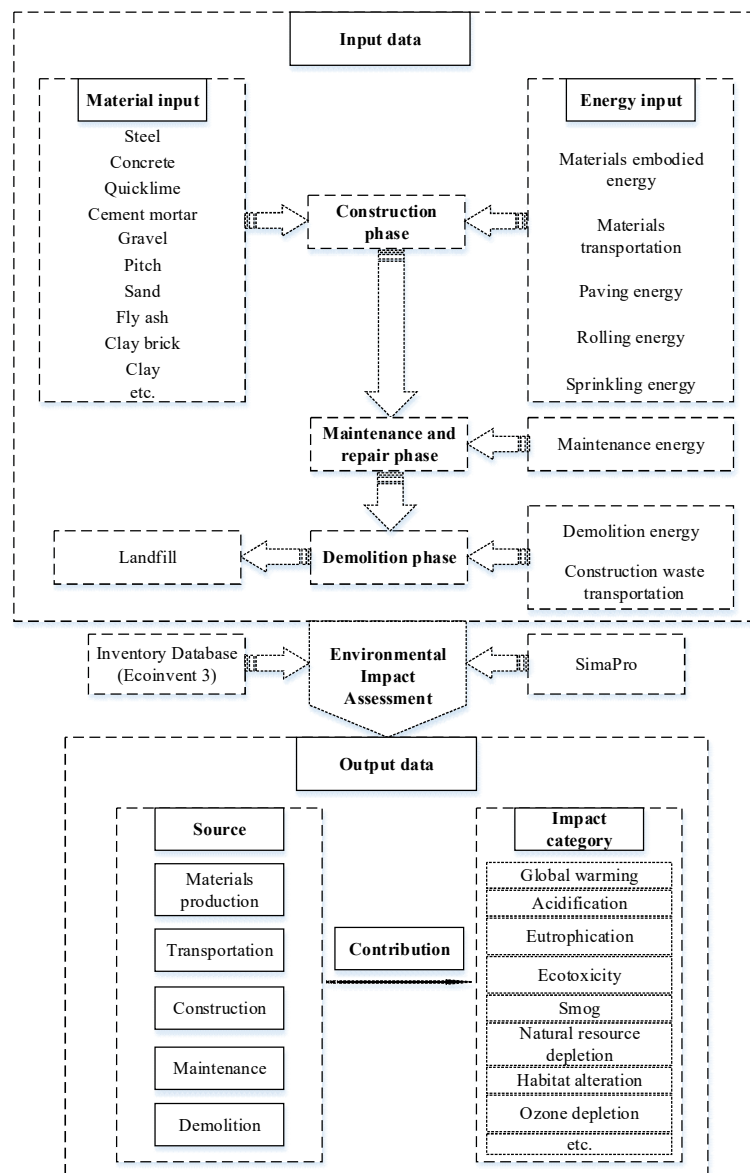 Input data
Material input
Steel
Concrete
Quicklime
Cement mortar
Gravel
Pitch
Sand
Fly ash
Clay brick
Clay
etc.
Construction
phase
Energy input
Materials embodied
energy
Materials
transportation
Paving energy
Rolling energy
Sprinkling energy
Maintenance and
repair phase
Maintenance energy
Landfill
Demolition phase
Demolition energy
Construction waste
transportation
Inventory Database
(Ecoinvent 3)
Environmental
Impact
Assessment
SimaPro
Output data
Source
Materials
production
Transportation
Construction
Maintenance
Demolition
Contribution
Impact
category
Global warming
Acidification
Eutrophication
Ecotoxicity
Smog
Natural resource
depletion
Habitat alteration
Ozone depletion
etc.